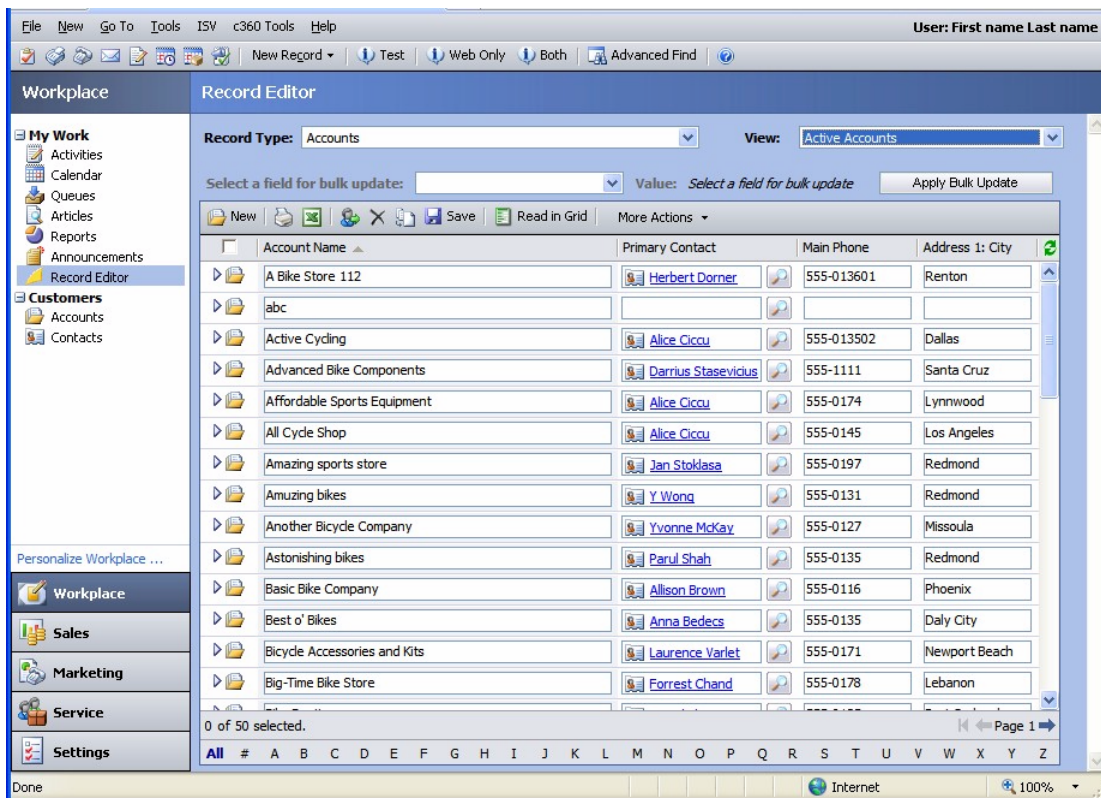 File New Go To Tools ISV c360 Tools Help User: First name Last name
New Record Test Web Only Both Advanced Find
Workplace Record Editor
My Work Record Type: Accounts View: Active Accounts
Activities
Calendar Select a field for bulk update: Value: Select a field for bulk update Apply Bulk Update
Queues
Articles New Save Read in Grid More Actions
Reports
Announcements Account Name Primary Contact Main Phone Address 1: City
Record Editor A Bike Store 112 Herbert Dorner 555-013601 Renton
Customers
Accounts abc
Contacts Active Cycling Alice Ciccu 555-013502 Dallas
Advanced Bike Components Darrius Stasevicius 555-1111 Santa Cruz
Affordable Sports Equipment Alice Ciccu 555-0174 Lynnwood
All Cycle Shop Alice Ciccu 555-0145 Los Angeles
Amazing sports store Jan Stoklasa 555-0197 Redmond
Amuzing bikes Y Wong 555-0131 Redmond
Another Bicycle Company Yvonne McKay 555-0127 Missoula
Personalize Workplace ... Astonishing bikes Parul Shah 555-0135 Redmond
Workplace Basic Bike Company Allison Brown 555-0116 Phoenix
Sales Best o' Bikes Anna Bedecs 555-0135 Daly City
Bicycle Accessories and Kits Laurence Varlet 555-0171 Newport Beach
Marketing Big-Time Bike Store Forrest Chand 555-0178 Lebanon
Service 0 of 50 selected. Page 1
Settings All # A B C D E F G H I J K L M N O P Q R S T U V W X Y Z
Done Internet 100%